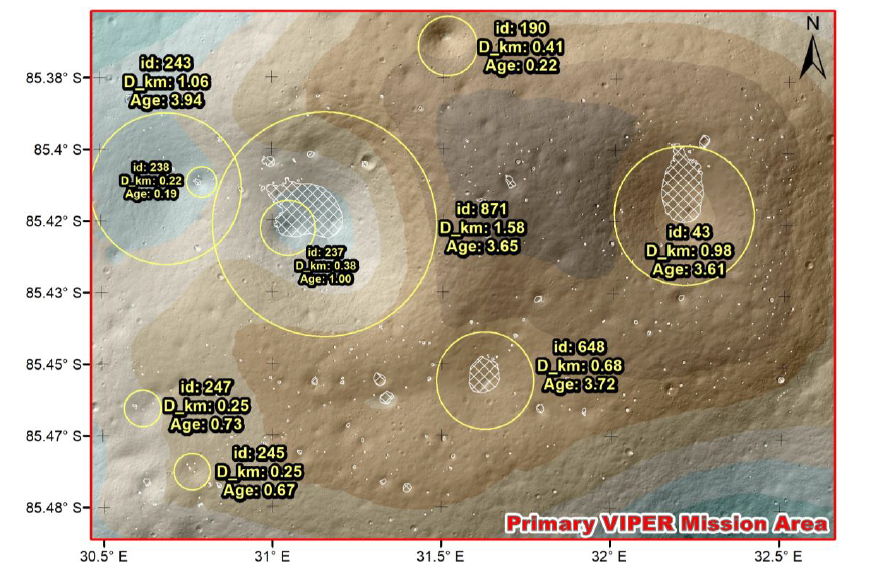 N
id: 190
D_km: 0.41
Age: 0.22
id: 243
D_km: 1.06
Age: 3.94
85.38° S
85.4° S
id: 238
D_km: 0.22
Age: 0.19
id: 871
D_km: 1.58
Age: 3.65
85.42° S
id: 43
D_km: 0.98
Age: 3.61
id: 237
D_km: 0.38
Age: 1.00
85.43° S
id: 648
D_km: 0.68
Age: 3.72
85.45° S
id: 247
D_km: 0.25
Age: 0.73
85.47° S
id: 245
D_km: 0.25
Age: 0.67
85.48° S
Primary VIPER Mission Area
30.5° E
31° E
31.5° E
32° E
32.5° E